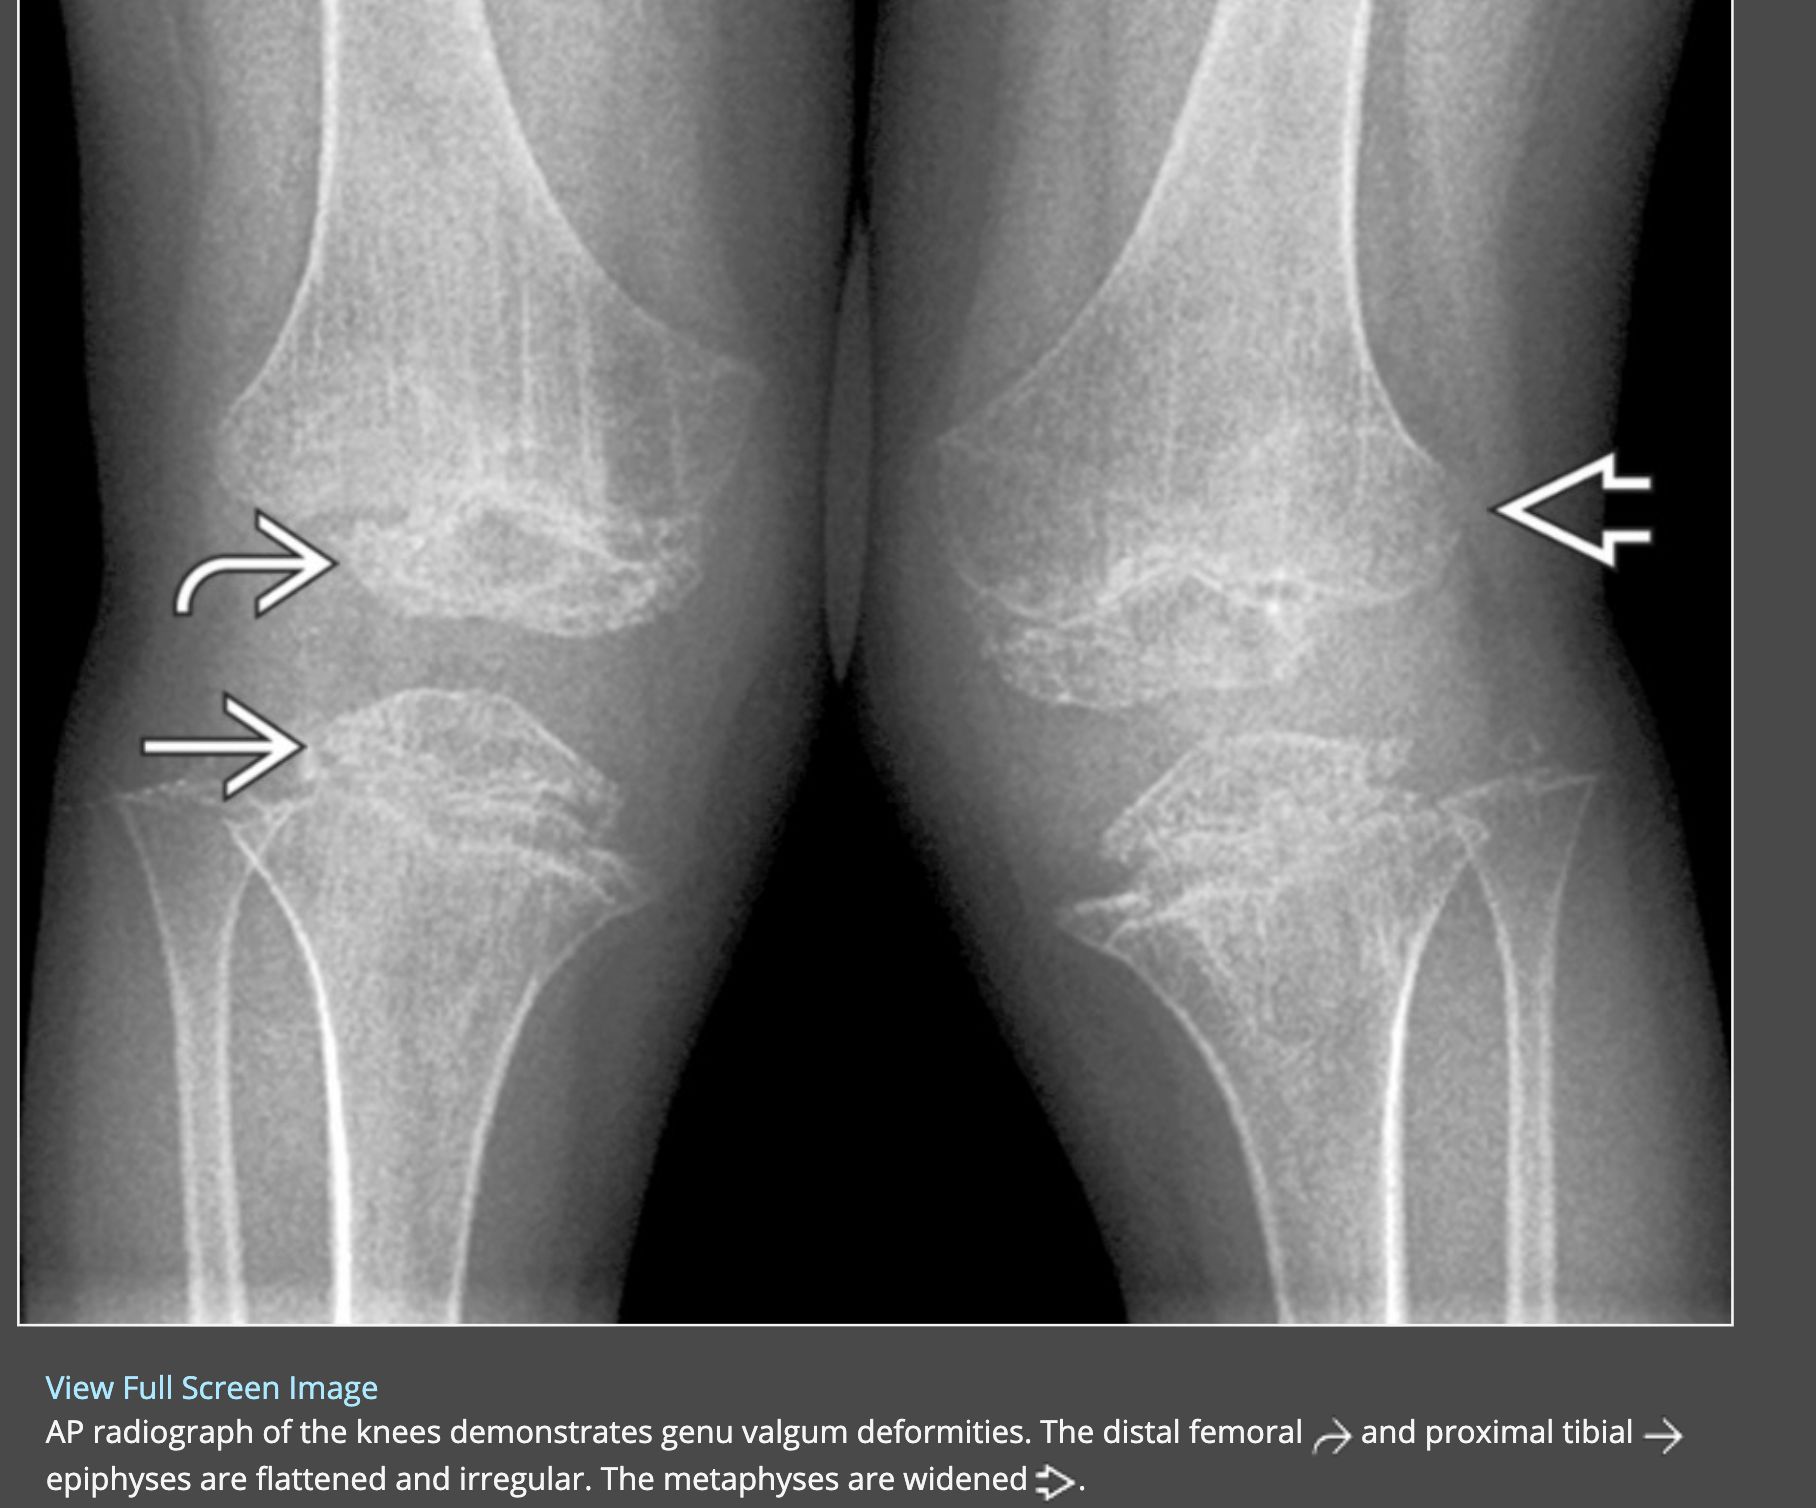 View Full Screen Image
AP radiograph of the knees demonstrates genu valgum deformities. The distal femoral and proximal tibial
epiphyses are flattened and irregular. The metaphyses are widened .